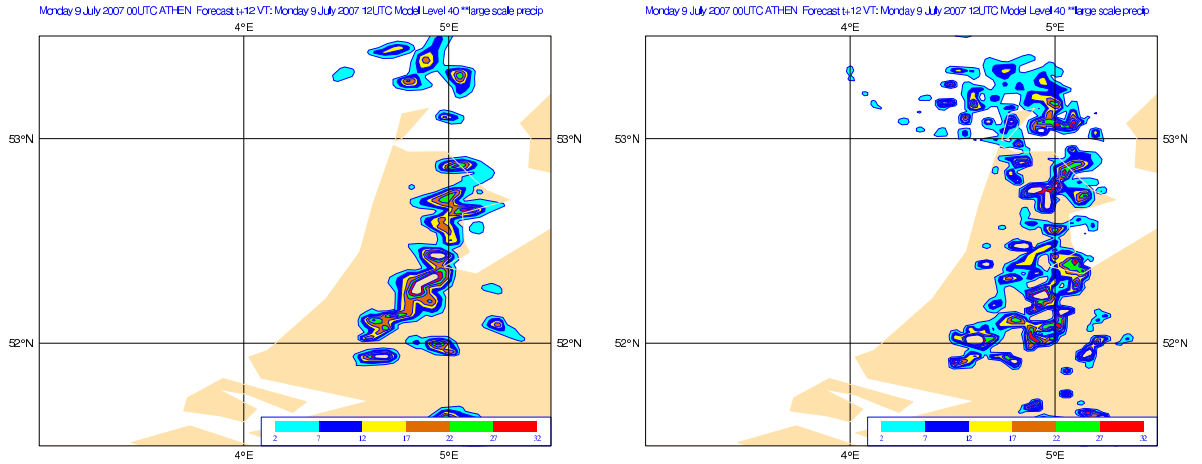 Monday 9 July 2007 00UTC ATHEN Forecast t+12 VT: Monday 9 July 2007 12UTC Model Level 40 **large scale precip
4°E 5°E
53°N
52°N
4°E 5°E
2 7 12 17 22 27 32
Monday 9 July 2007 00UTC ATHEN Forecast t+12 VT: Monday 9 July 2007 12UTC Model Level 40 **large scale precip
4°E 5°E
53°N 53°N
52°N 52°N
4°E 5°E
2 7 12 17 22 27 32